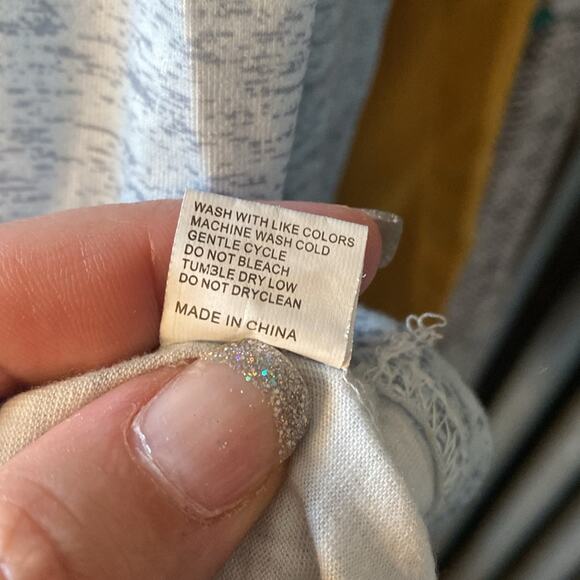 WASH WITH LIKE COLORS
MACHINE WASH COLD
GENTLE CYCLE
DO NOT BLEACH
TUMBLE DRY LOW
DO NOT DRYCLEAN
MADE IN CHINA